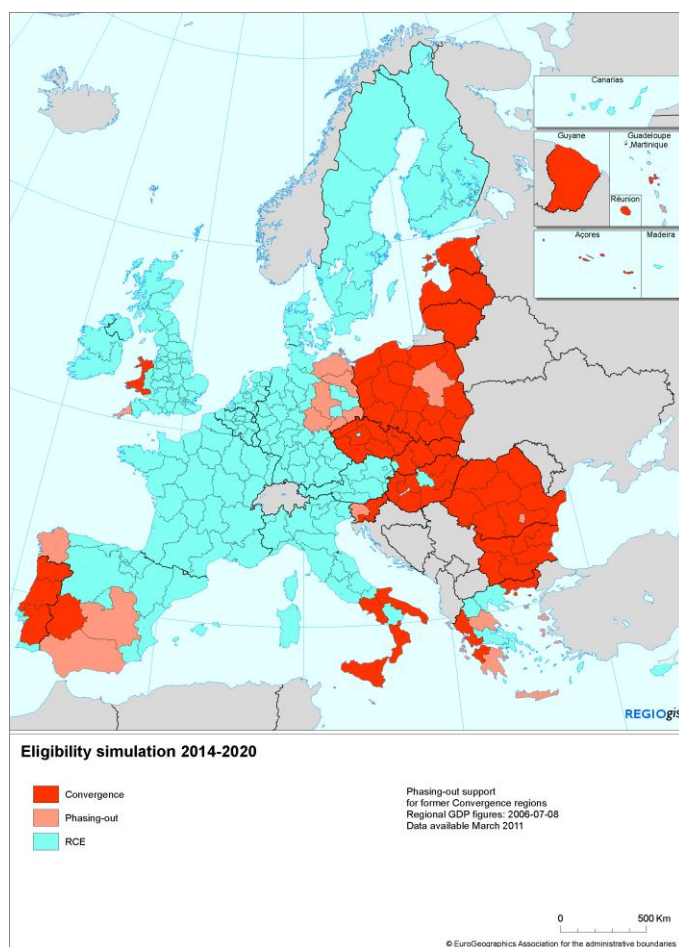 Canarias
Guyane
Guadeloupe
Martinique
Réunion
Açores
Madeira
REGIOgis
Eligibility simulation 2014-2020
Convergence
Phasing-out
RCE
Phasing-out support
for former Convergence regions
Regional GDP figures: 2006-07-08
Data available March 2011
0 500 Km
© EuroGeographics Association for the administrative boundaries